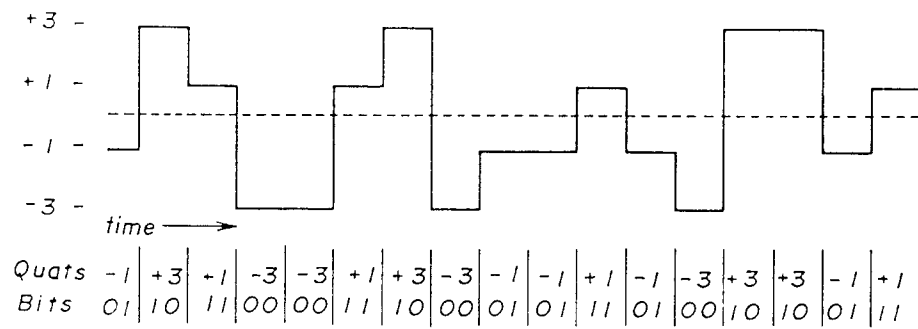 +3 -
+1 -
-1 -
-3 -
time
Quats -1 +3 +1 -3 -3 +1 +3 -3 -1 -1 +1 -1 -3 +3 +3 -1 +1
Bits 01 10 11 00 00 11 10 00 01 01 11 01 00 10 10 01 11